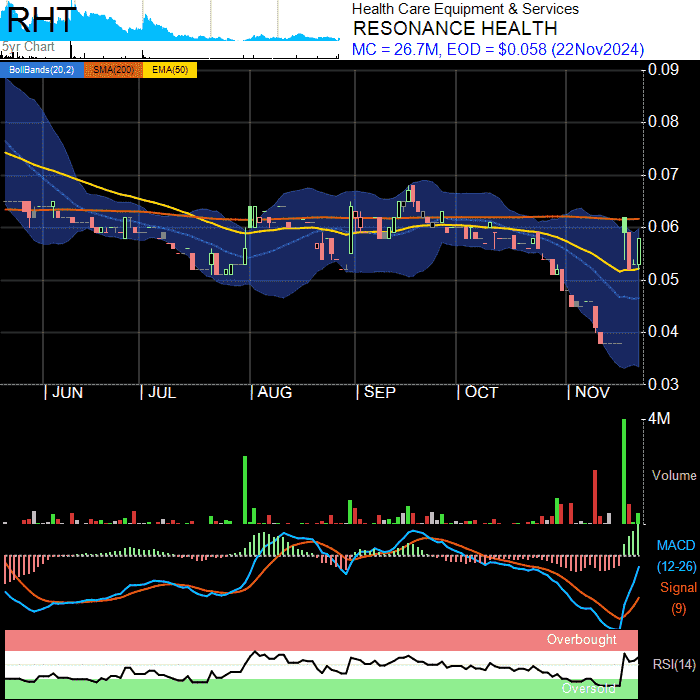 RHT
5yr Chart
Health Care Equipment & Services
RESONANCE HEALTH
MC = 26.7M, EOD = $0.058 (22Nov2024)
BollBands(20,2) SMA(200) EMA(50)
0.09
0.08
0.07
0.06
0.05
0.04
0.03
JUN JUL AUG SEP OCT NOV
4M
Volume
MACD
(12-26)
Signal
(9)
Overbought
RSI(14)
Oversold